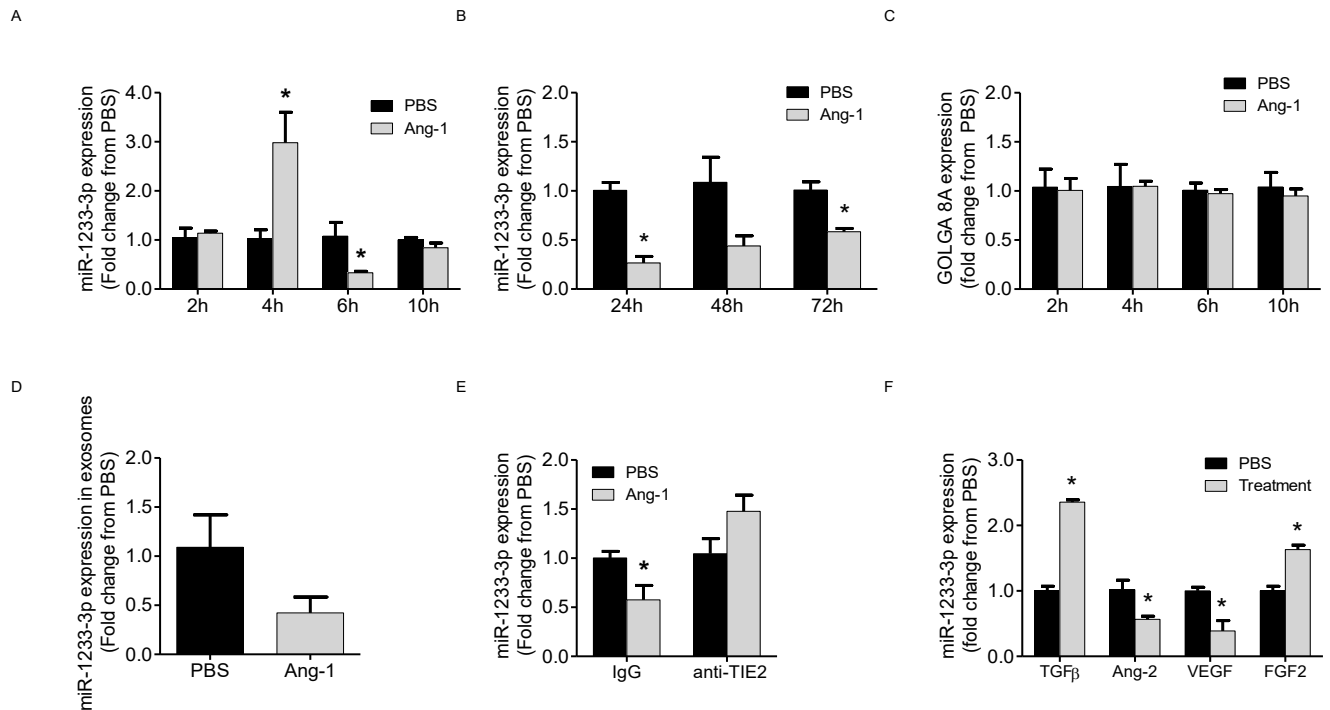 A
miR-1233-3p expression
(Fold change from PBS)
4.0
3.0
2.0
1.0
0.0
*
*
PBS
Ang-1
2h 4h 6h 10h
B
miR-1233-3p expression
(Fold change from PBS)
2.0
1.5
1.0
0.5
0.0
*
*
PBS
Ang-1
24h 48h 72h
C
GOLGA 8A expression
(fold change from PBS)
2.0
1.5
1.0
0.5
0.0
PBS
Ang-1
2h 4h 6h 10h
D
miR-1233-3p expression in exosomes
(Fold change from PBS)
2.0
1.5
1.0
0.5
0.0
PBS Ang-1
E
miR-1233-3p expression
(Fold change from PBS)
2.0
1.5
1.0
0.5
0.0
PBS
Ang-1
*
IgG anti-TIE2
F
miR-1233-3p expression
(fold change from PBS)
3.0
2.0
1.0
0.0
*
*
*
*
PBS
Treatment
TGFβ Ang-2 VEGF FGF2